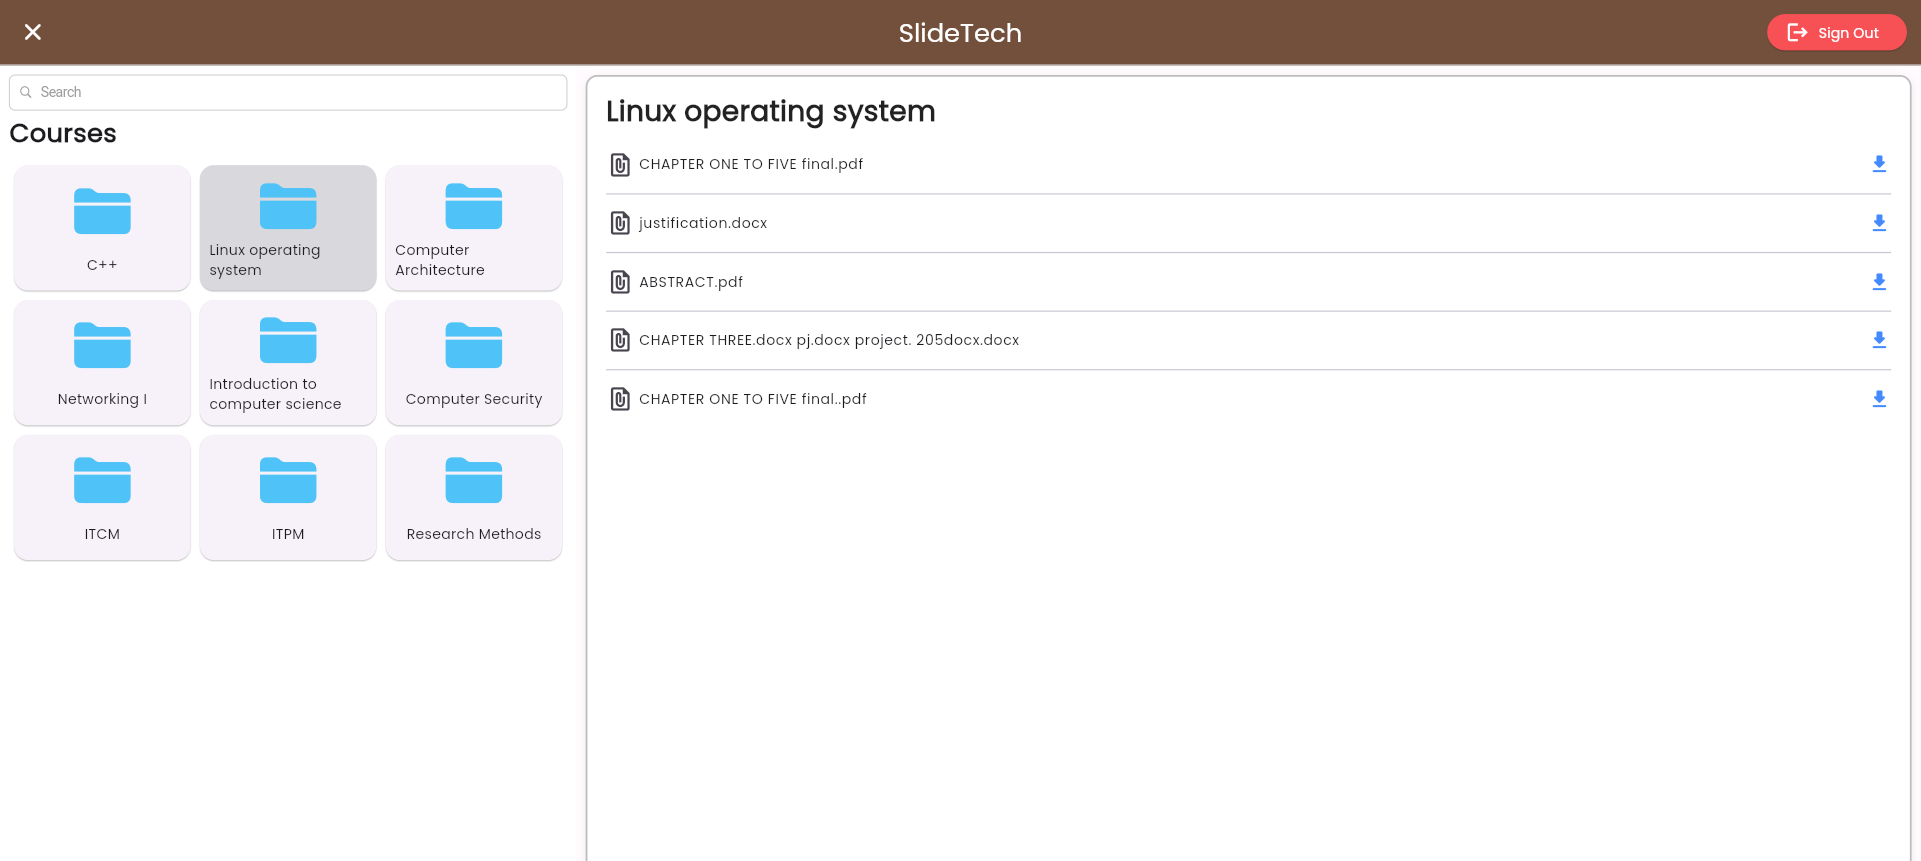 SlideTech
Sign Out
Search
Courses
C++
Linux operating
system
Computer
Architecture
Networking I
Introduction to
computer science
Computer Security
ITCM
ITPM
Research Methods
Linux operating system
CHAPTER ONE TO FIVE final.pdf
justification.docx
ABSTRACT.pdf
CHAPTER THREE.docx pj.docx project. 205docx.docx
CHAPTER ONE TO FIVE final..pdf